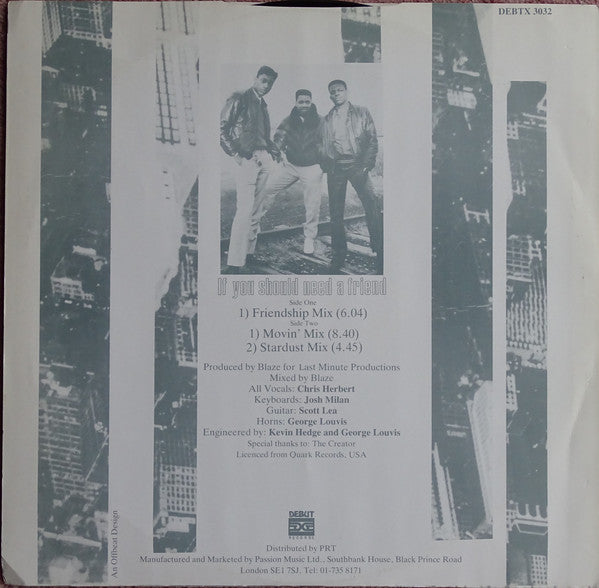 DEBTX 3032
If you should need a friend
Side One
1) Friendship Mix (6.04)
Side Two
1) Movin' Mix (8.40)
2) Stardust Mix (4.45)
Produced by Blaze for Last Minute Productions
Mixed by Blaze
All Vocals: Chris Herbert
Keyboards: Josh Milan
Guitar: Scott Lea
Horns: George Louvis
Engineered by: Kevin Hedge and George Louvis
Special thanks to: The Creator
Licenced from Quark Records, USA
An Offbeat Design
DEBUT
EDGE
RECORDS
Distributed by PRT
Manufactured and Marketed by Passion Music Ltd., Southbank House, Black Prince Road
London SE1 7SJ. Tel: 01-735 8171